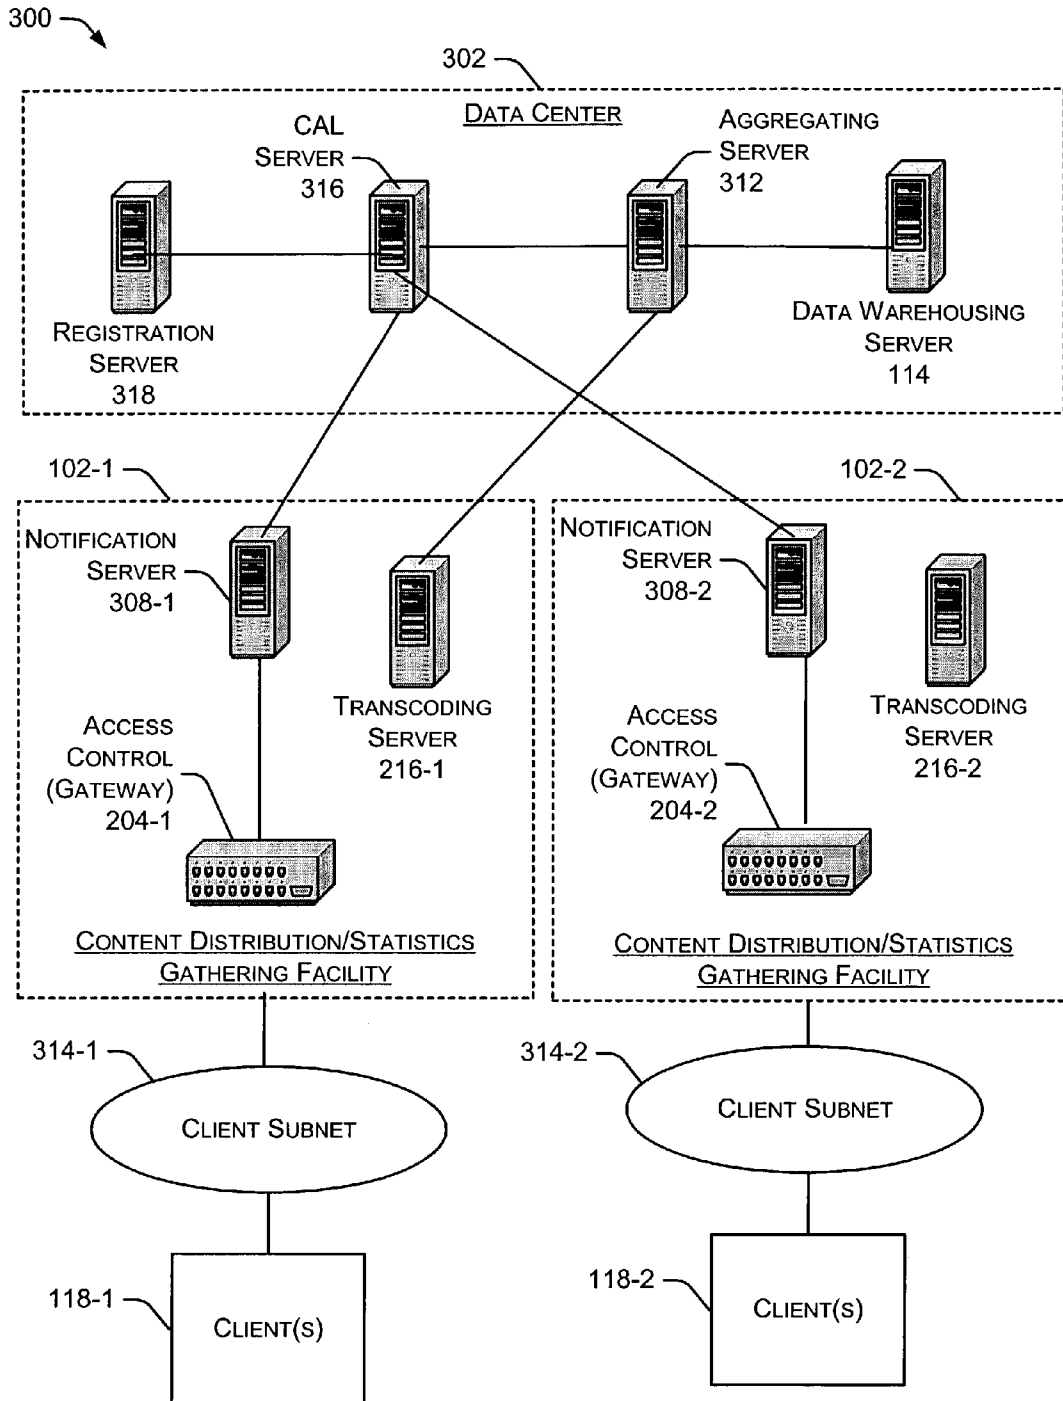 300
302
DATA CENTER
CAL
SERVER
316
AGGREGATING
SERVER
312
REGISTRATION
SERVER
318
DATA WAREHOUSING
SERVER
114
102-1
102-2
NOTIFICATION
SERVER
308-1
TRANSCODING
SERVER
216-1
ACCESS
CONTROL
(GATEWAY)
204-1
CONTENT DISTRIBUTION/STATISTICS
GATHERING FACILITY
NOTIFICATION
SERVER
308-2
TRANSCODING
SERVER
216-2
ACCESS
CONTROL
(GATEWAY)
204-2
CONTENT DISTRIBUTION/STATISTICS
GATHERING FACILITY
314-1
CLIENT SUBNET
314-2
CLIENT SUBNET
118-1
CLIENT(S)
118-2
CLIENT(S)